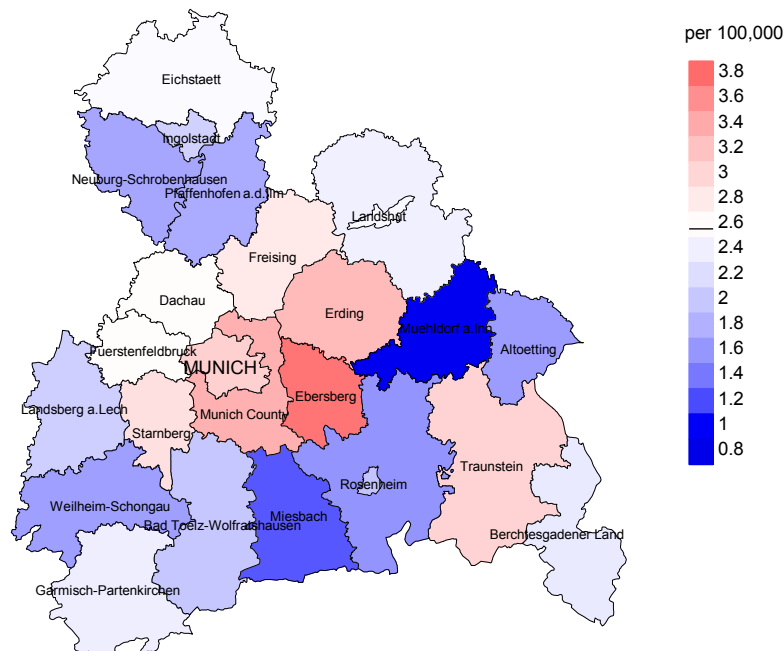 per 100,000
3.8
3.6
3.4
3.2
3
2.8
2.6
2.4
2.2
2
1.8
1.6
1.4
1.2
1
0.8
Eichstaett
Ingolstadt
Neuburg-Schrobenhausen
Pfaffenhofen a.d.Ilm
Landshut
Freising
Dachau
Erding
Muehldorf a.Inn
Altoetting
Fuerstenfeldbruck
MUNICH
Ebersberg
Landsberg a.Lech
Munich County
Starnberg
Traunstein
Rosenheim
Weilheim-Schongau
Miesbach
Bad Toelz-Wolfratshausen
Berchtesgadener Land
Garmisch-Partenkirchen